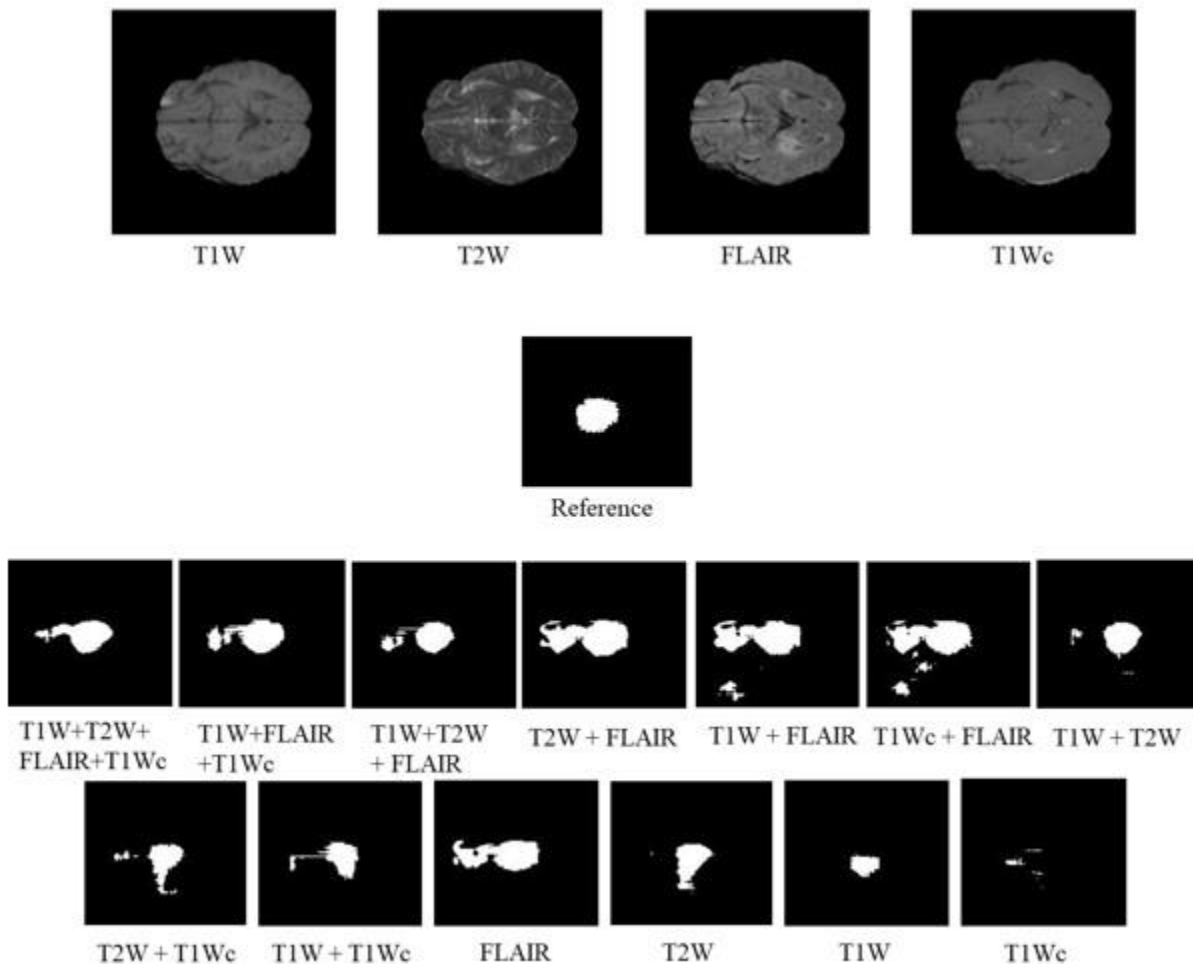 T1W
T2W
FLAIR
T1Wc
Reference
T1W+T2W+
FLAIR+T1Wc
T1W+FLAIR
+T1Wc
T1W+T2W
+ FLAIR
T2W + FLAIR
T1W + FLAIR
T1Wc + FLAIR
T1W + T2W
T2W + T1Wc
T1W + T1Wc
FLAIR
T2W
T1W
T1Wc